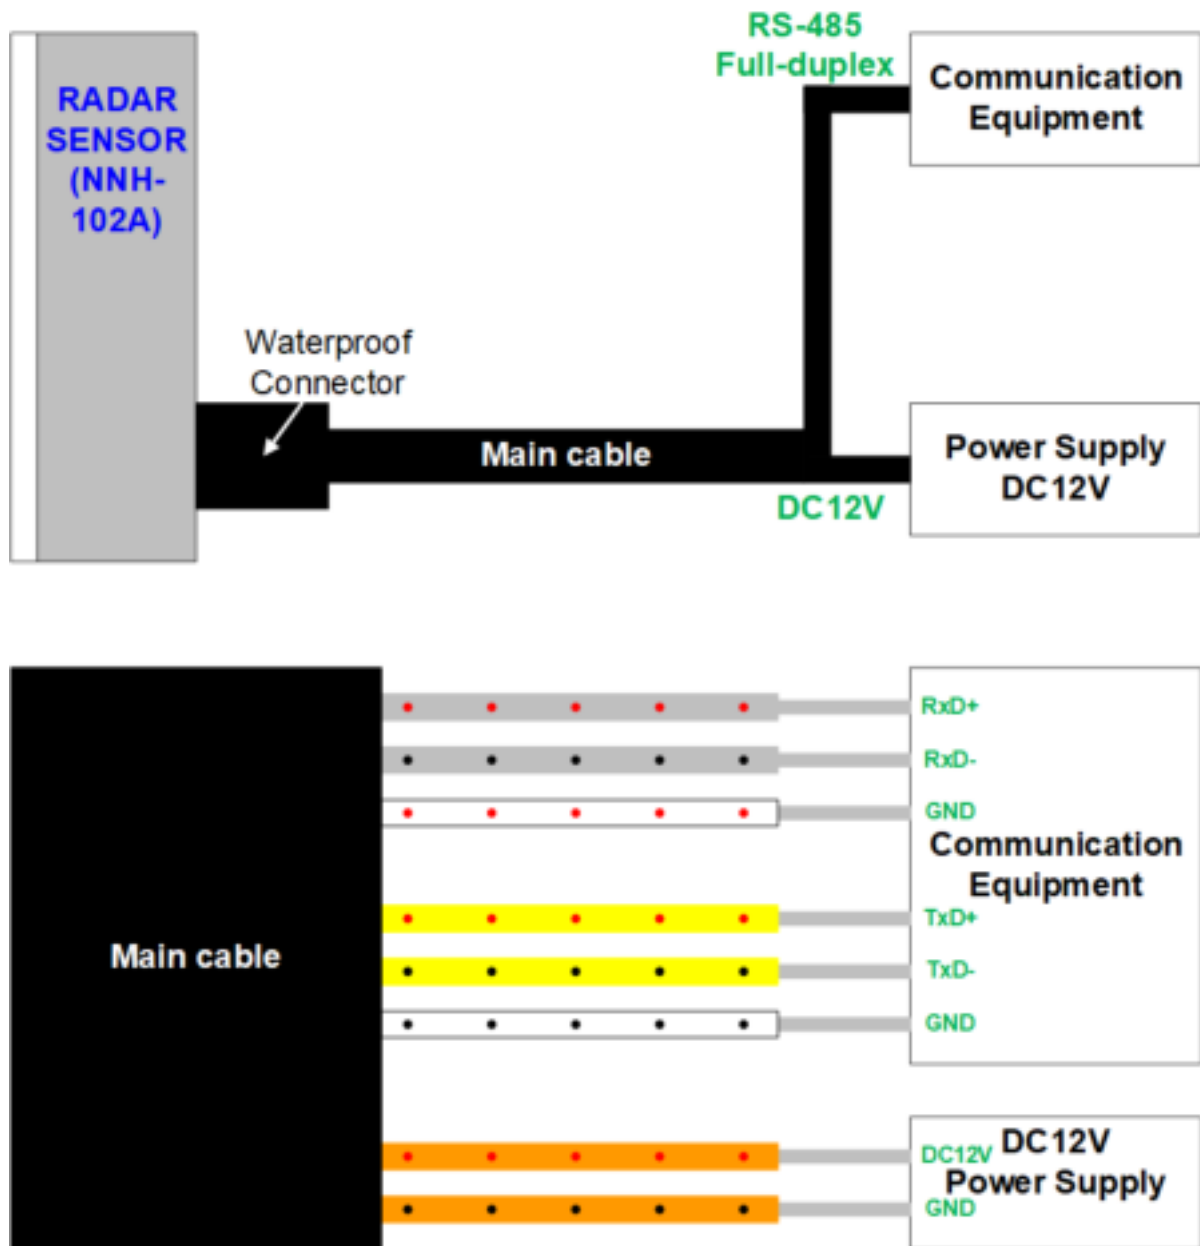 RS-485
Full-duplex
Communication
Equipment
RADAR
SENSOR
(NNH-
102A)
Waterproof
Connector
Main cable
Power Supply
DC12V
DC12V
RxD+
RxD-
GND
Communication
Equipment
TxD+
Main cable
TxD-
GND
DC12V
DC12V
Power Supply
GND